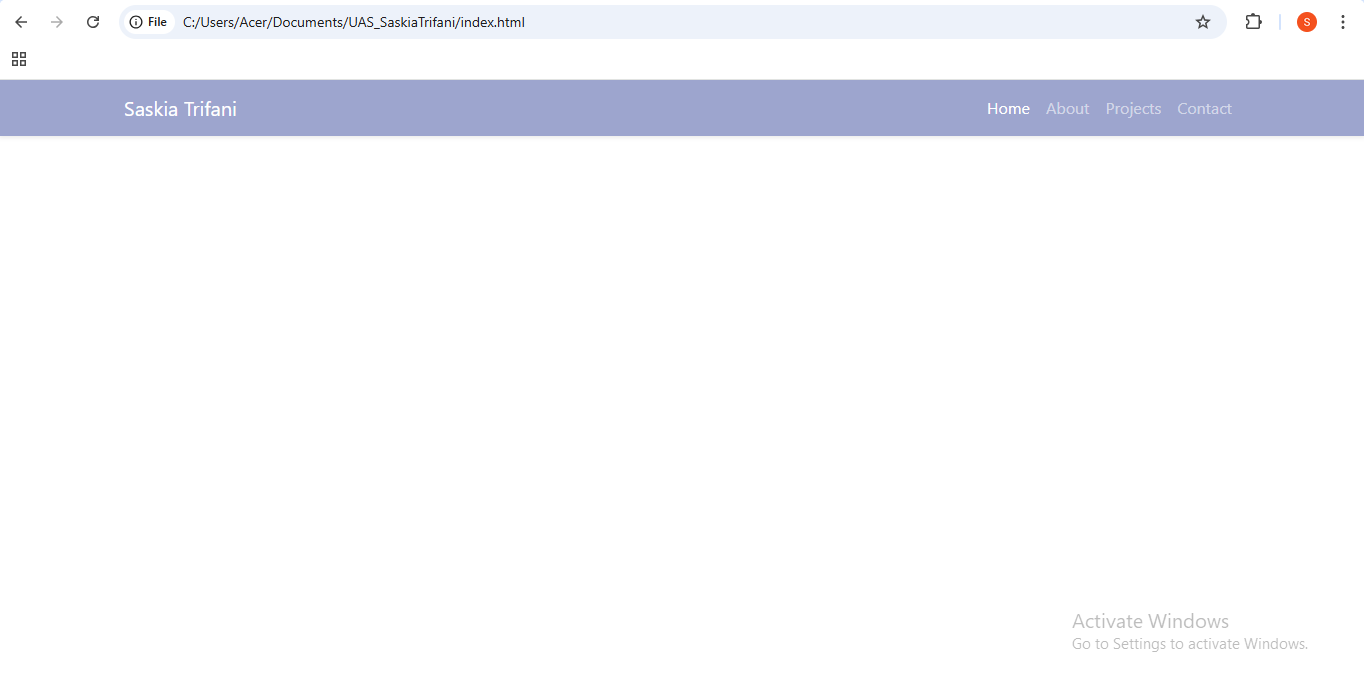 File C:/Users/Acer/Documents/UAS_SaskiaTrifani/index.html
S
Saskia Trifani
Home About Projects Contact
Activate Windows
Go to Settings to activate Windows.